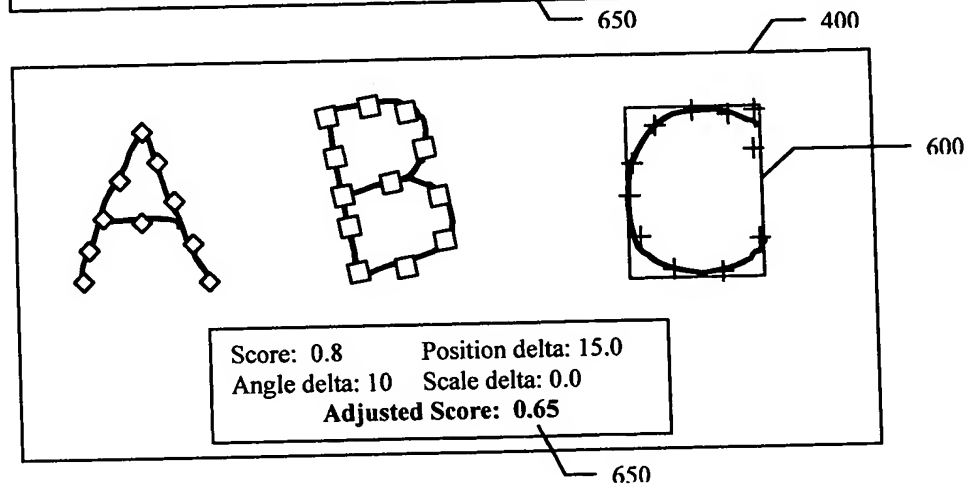 650
400
A B C
600
Score: 0.8 Position delta: 15.0
Angle delta: 10 Scale delta: 0.0
Adjusted Score: 0.65
650